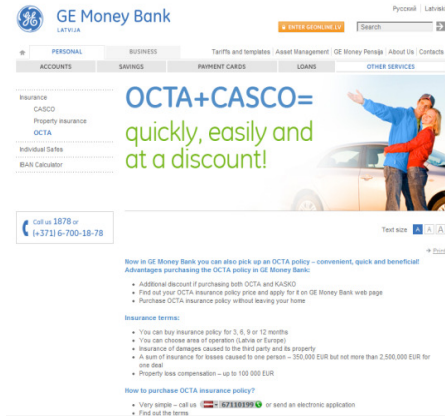 Русский Latvisk
GE Money Bank
LATVIJA
ENTER GEONLINE.LV Search
PERSONAL BUSINESS Tariffs and templates Asset Management GE Money Pensija About Us Contacts
ACCOUNTS SAVINGS PAYMENT CARDS LOANS OTHER SERVICES
Insurance
CASCO
Property insurance
OCTA
Individual Safes
IBAN Calculator
OCTA+CASCO=
quickly, easily and
at a discount!
Call us 1878 or
(+371) 6-700-18-78
Text size A A A
Print
Now in GE Money Bank you can also pick up an OCTA policy – convenient, quick and beneficial!
Advantages purchasing the OCTA policy in GE Money Bank:
Additional discount if purchasing both OCTA and KASKO
Find out your OCTA insurance policy price and apply for it on GE Money Bank web page
Purchase OCTA insurance policy without leaving your home
Insurance terms:
You can buy insurance policy for 3, 6, 9 or 12 months
You can choose area of operation (Latvia or Europe)
Insurance of damages caused to the third party and its property
A sum of insurance for losses caused to one person – 350,000 EUR but not more than 2,500,000 EUR for
one deal
Property loss compensation – up to 100 000 EUR
How to purchase OCTA insurance policy?
Very simple – call us 67110199 or send an electronic application
Find out the terms